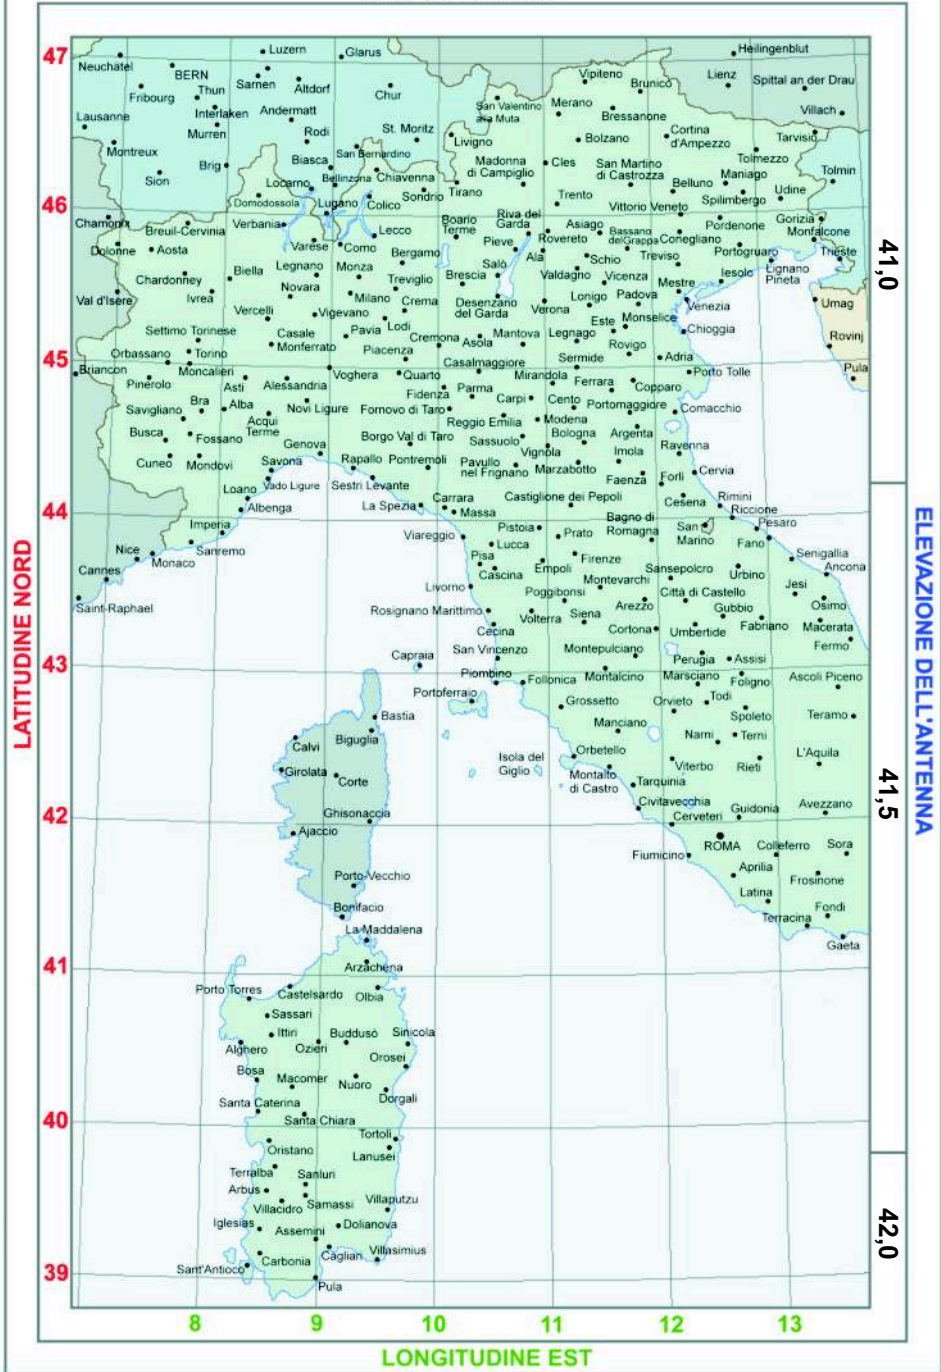 47
Neuchatel
Luzern
Glarus
Heilingenblut
BERN
Sarnen
Altdorf
Vipiteno
Brunico
Lienz
Spittal an der Drau
Fribourg
Thun
Interlaken
Andermatt
Chur
San Valentino
alla Muta
Merano
Bressanone
Villach
Lausanne
Murren
Rodi
St. Moritz
Livigno
Bolzano
Cortina
d'Ampezzo
Tarvisio
Montreux
Brig
Biasca
San Bernardino
Madonna
di Campiglio
Cles
San Martino
di Castrozza
Tolmezzo
Maniago
Tolmin
Sion
Locarno
Bellinzona
Chiavenna
Sondrio
Tirano
Trento
Belluno
Spilimbergo
Udine
46
Domodossola
Lugano
Colico
Vittorio Veneto
Chamonx
Breuil-Cervinia
Verbania
Lecco
Boario
Terme
Riva del
Garda
Rovereto
Asiago
Bassano
delGrappa
Conegliano
Pordenone
Gorizia
Monfalcone
Dolonne
Aosta
Varese
Como
Bergamo
Pieve
Ala
Schio
Treviso
Portogruaro
Trieste
41,0
Chardonney
Biella
Legnano
Monza
Treviglio
Brescia
Salò
Valdagno
Vicenza
Mestre
Iesolo
Lignano
Pineta
Val d'Isere
Ivrea
Novara
Milano
Crema
Desenzano
del Garda
Verona
Lonigo
Padova
Venezia
Umag
Vercelli
Vigevano
Lodi
Este
Monselice
Chioggia
Settimo Torinese
Casale
Monferrato
Pavia
Cremona
Asola
Mantova
Legnago
Rovigo
Rovinj
45
Orbassano
Torino
Piacenza
Casalmaggiore
Sermide
Adria
Briancon
Moncalieri
Voghera
Quarto
Mirandola
Ferrara
Porto Tolle
Pula
Pinerolo
Asti
Alessandria
Fidenza
Parma
Copparo
Savigliano
Bra
Alba
Acqui
Terme
Novi Ligure
Fornovo di Taro
Carpi
Cento
Portomaggiore
Comacchio
Reggio Emilia
Modena
Busca
Fossano
Genova
Borgo Val di Taro
Sassuolo
Bologna
Argenta
Vignola
Imola
Ravenna
Cuneo
Mondovi
Savona
Rapallo
Pontremoli
Pavullo
nel Frignano
Marzabotto
Faenza
Forli
Cervia
Loano
Vado Ligure
Sestri Levante
Carrara
Castiglione dei Pepoli
Cesena
Rimini
44
Albenga
La Spezia
Massa
Riccione
Imperia
Viareggio
Pistoia
Prato
Bagno di
Romagna
San
Marino
Pesaro
Nice
Sanremo
Lucca
Fano
Monaco
Pisa
Firenze
Senigallia
Cannes
Cascina
Empoli
Montevarchi
Sansepolcro
Urbino
Ancona
Livorno
Poggibonsi
Città di Castello
Jesi
Saint-Raphael
Rosignano Marittimo
Volterra
Siena
Arezzo
Gubbio
Osimo
Cecina
Cortona
Umbertide
Fabriano
Macerata
San Vincenzo
Montepulciano
Fermo
43
Capraia
Piombino
Perugia
Assisi
Follonica
Montalcino
Marsciano
Foligno
Ascoli Piceno
Portoferraio
Grossetto
Orvieto
Todi
Bastia
Manciano
Spoleto
Teramo
Calvi
Biguglia
Narni
Terni
Isola del
Giglio
Orbetello
L'Aquila
Girolata
Corte
Montalto
di Castro
Viterbo
Rieti
Tarquinia
41,5
Ghisonaccia
Civitavecchia
Guidonia
Avezzano
42
Ajaccio
Cerveteri
ROMA
Colleferro
Sora
Fiumicino
Porto-Vecchio
Aprilia
Frosinone
Latina
Bonifacio
Fondi
La Maddalena
Terracina
Gaeta
41
Arzachena
Porto Torres
Castelsardo
Olbia
Sassari
Ittiri
Buddusó
Sinicola
Alghero
Ozieri
Orosei
Bosa
Macomer
Nuoro
Santa Caterina
Dorgali
40
Santa Chiara
Tortoli
Oristano
Lanusei
Terralba
Sanluri
Arbus
Villacidro
Samassi
Villaputzu
Iglesias
Assemini
Dolianova
42,0
Carbonia
Caglian
Villasimius
39
Sant'Antioco
Pula
8
9
10
11
12
13
LONGITUDINE EST
LATITUDINE NORD
ELEVAZIONE DELL'ANTENNA